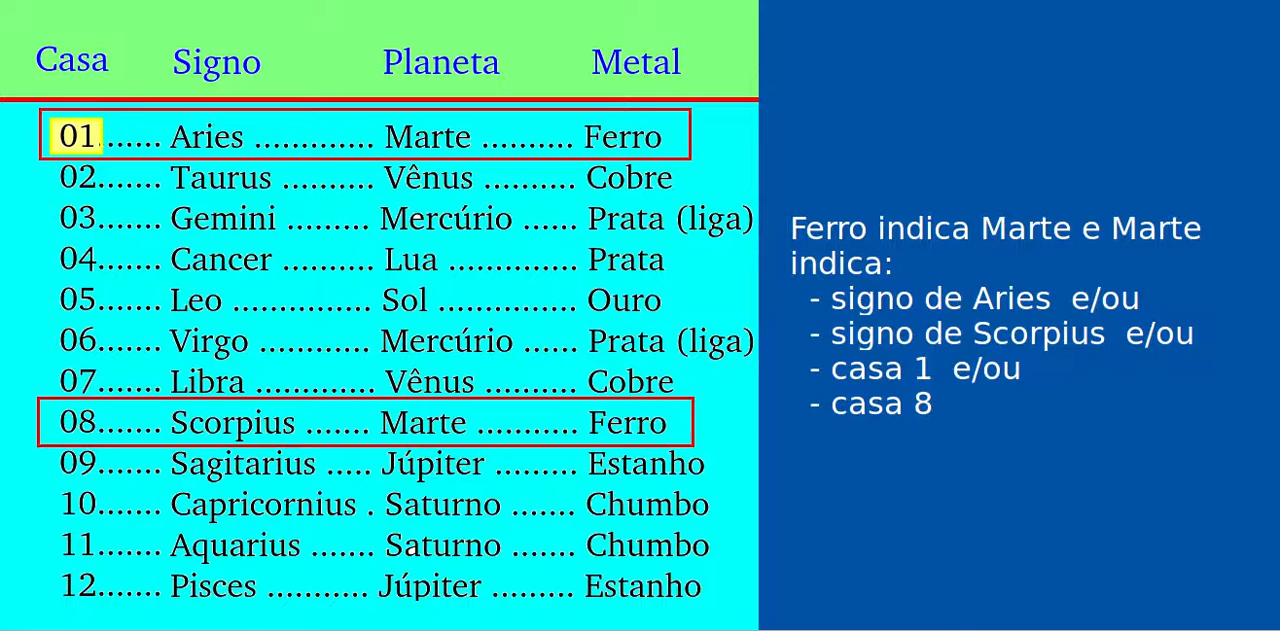 Casa Signo Planeta Metal
01....... Aries ............. Marte .......... Ferro
02....... Taurus .......... Vênus .......... Cobre
03....... Gemini ......... Mercúrio ...... Prata (liga)
04....... Cancer .......... Lua .............. Prata
05....... Leo ............... Sol ............... Ouro
06....... Virgo ............ Mercúrio ...... Prata (liga)
07....... Libra ............. Vênus .......... Cobre
08....... Scorpius ....... Marte ........... Ferro
09....... Sagitarius ..... Júpiter ......... Estanho
10....... Capricornius . Saturno ....... Chumbo
11....... Aquarius ....... Saturno ....... Chumbo
12....... Pisces ........... Júpiter ......... Estanho
Ferro indica Marte e Marte
indica:
- signo de Aries e/ou
- signo de Scorpius e/ou
- casa 1 e/ou
- casa 8